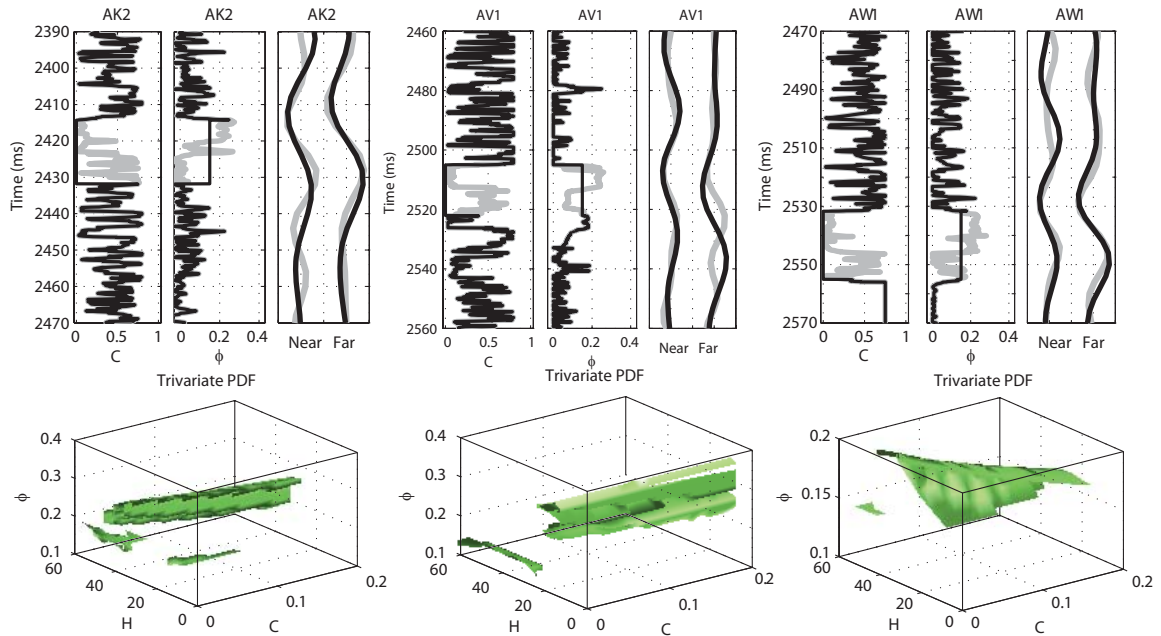 AK2 AK2 AK2
2390
2400
2410
2420
2430
2440
2450
2460
2470
Time (ms)
0 0.5 1 0 0.2 0.4 Near Far
C ϕ
AV1 AV1 AV1
2460
2480
2500
2520
2540
2560
Time (ms)
0 0.5 1 0 0.2 0.4 Near Far
C ϕ
AW1 AW1 AW1
2470
2490
2510
2530
2550
2570
Time (ms)
0 0.5 1 0 0.2 0.4 Near Far
C ϕ
Trivariate PDF
0.4
0.3
0.2
0.1
ϕ
60 40 20 0
H
0 0.1 0.2
C
Trivariate PDF
0.4
0.3
0.2
0.1
ϕ
60 40 20 0
H
0 0.1 0.2
C
Trivariate PDF
0.2
0.15
0.1
ϕ
60 40 20 0
H
0 0.1 0.2
C